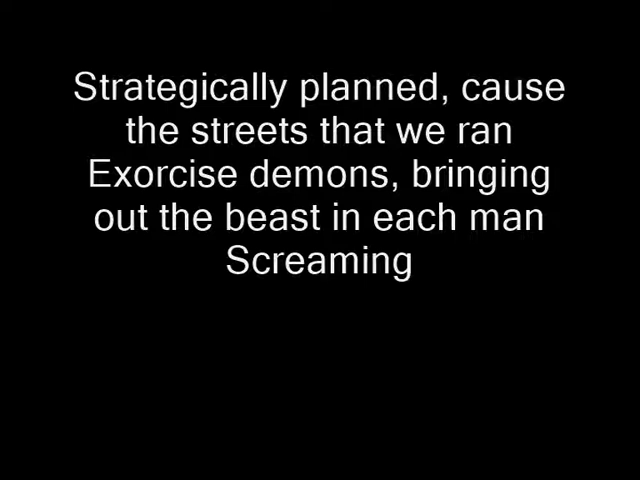 Strategically planned, cause
the streets that we ran
Exorcise demons, bringing
out the beast in each man
Screaming